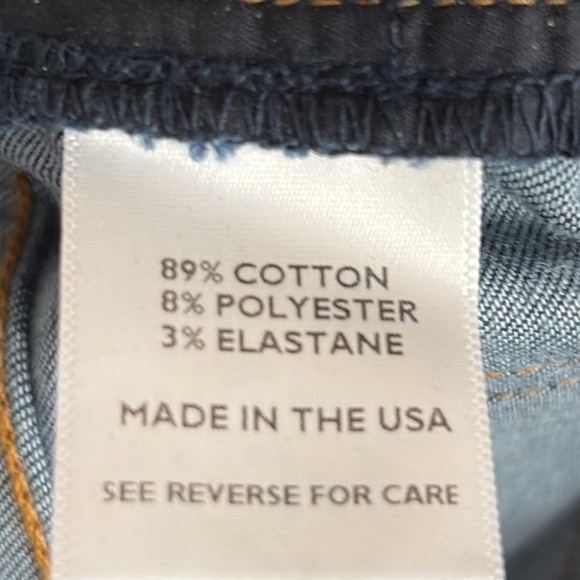 89% COTTON
8% POLYESTER
3% ELASTANE
MADE IN THE USA
SEE REVERSE FOR CARE